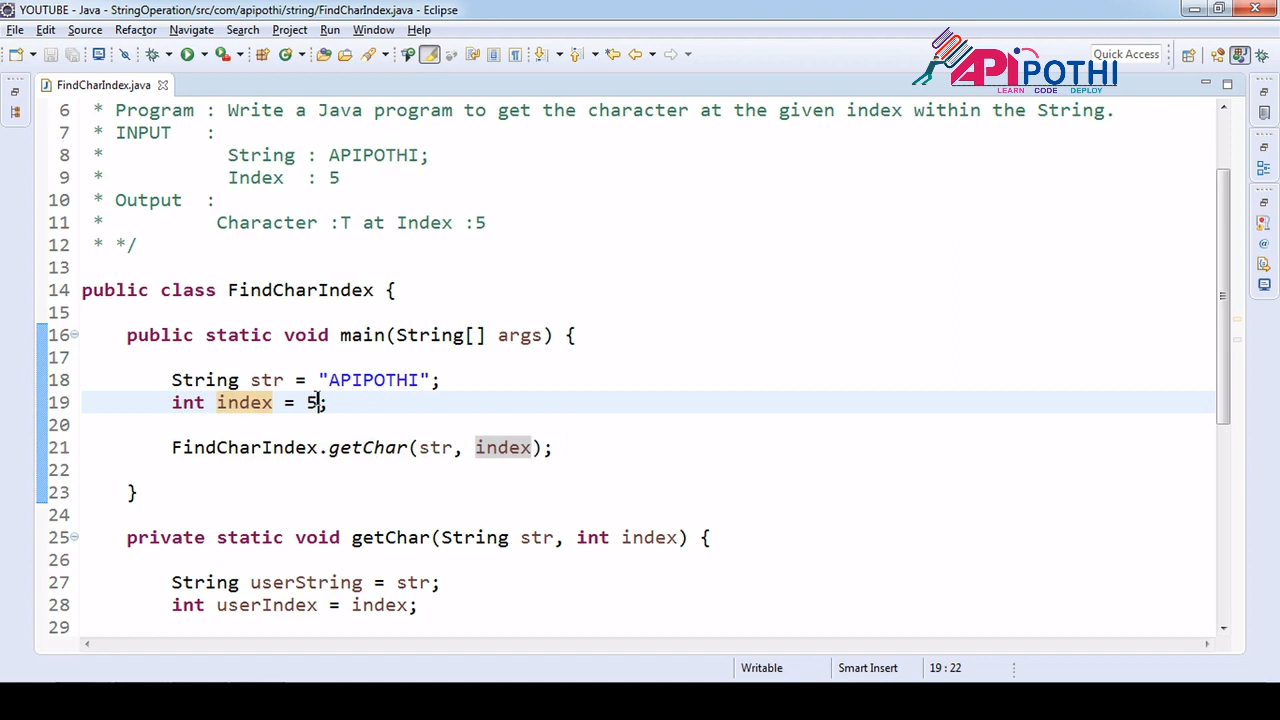 YOUTUBE - Java - StringOperation/src/com/apipothi/string/FindCharIndex.java - Eclipse
File Edit Source Refactor Navigate Search Project Run Window Help
Quick Access
APIPOTHI
LEARN CODE DEPLOY
FindCharIndex.java
6 * Program : Write a Java program to get the character at the given index within the String.
7 * INPUT :
8 * String : APIPOTHI;
9 * Index : 5
10 * Output :
11 * Character :T at Index :5
12 * */
13
14 public class FindCharIndex {
15
16 public static void main(String[] args) {
17
18 String str = "APIPOTHI";
19 int index = 5;
20
21 FindCharIndex.getChar(str, index);
22
23 }
24
25 private static void getChar(String str, int index) {
26
27 String userString = str;
28 int userIndex = index;
29
Writable Smart Insert 19 : 22